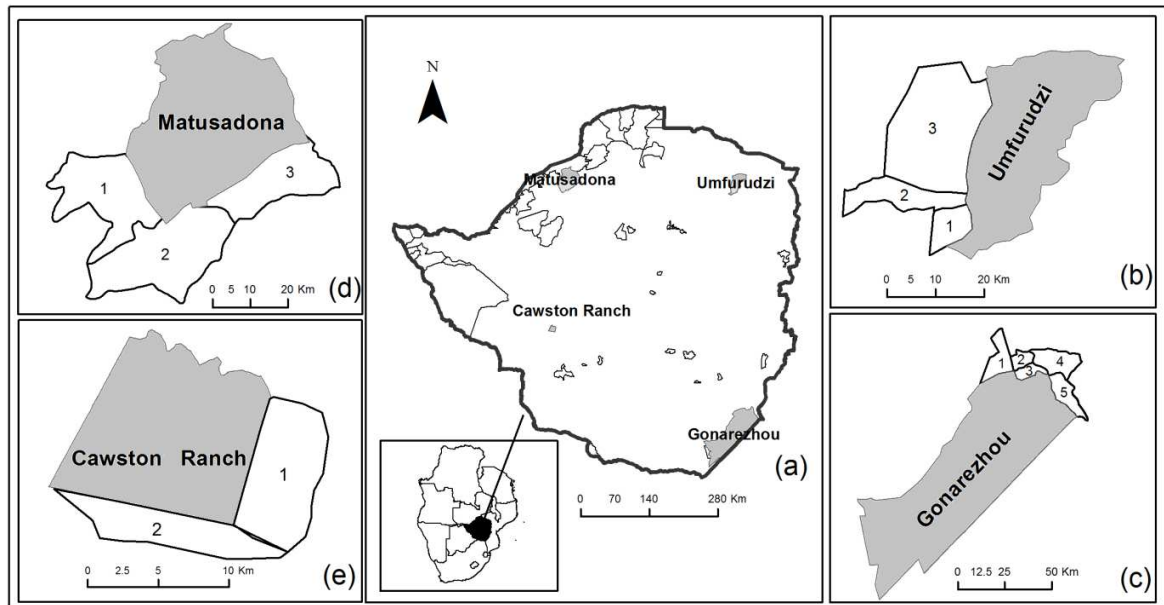 Matusadona
1
3
2
0 5 10 20 Km
(d)
N
Matusadona
Umfurudzi
Cawston Ranch
Gonarezhou
(a)
0 70 140 280 Km
3
Umfurudzi
2
1
0 5 10 20 Km
(b)
Cawston Ranch
1
2
0 2.5 5 10 Km
(e)
1
2
4
3
5
Gonarezhou
0 12.5 25 50 Km
(c)